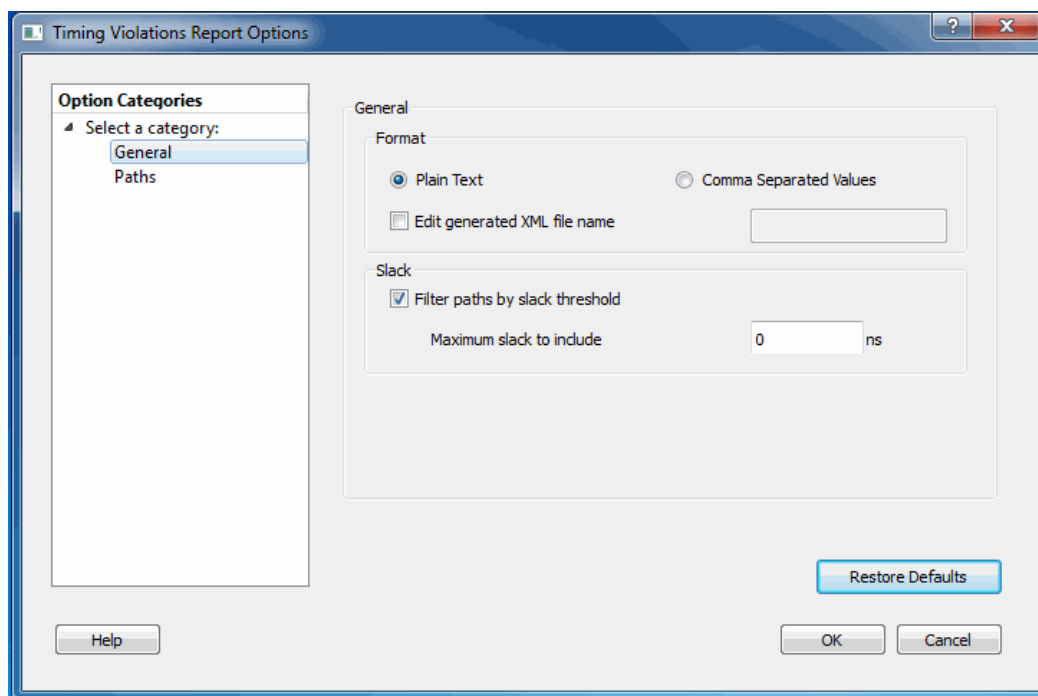 Timing Violations Report Options
?
X
Option Categories
Select a category:
General
Paths
General
Format
Plain Text
Comma Separated Values
Edit generated XML file name
Slack
Filter paths by slack threshold
Maximum slack to include
0
ns
Restore Defaults
Help
OK
Cancel